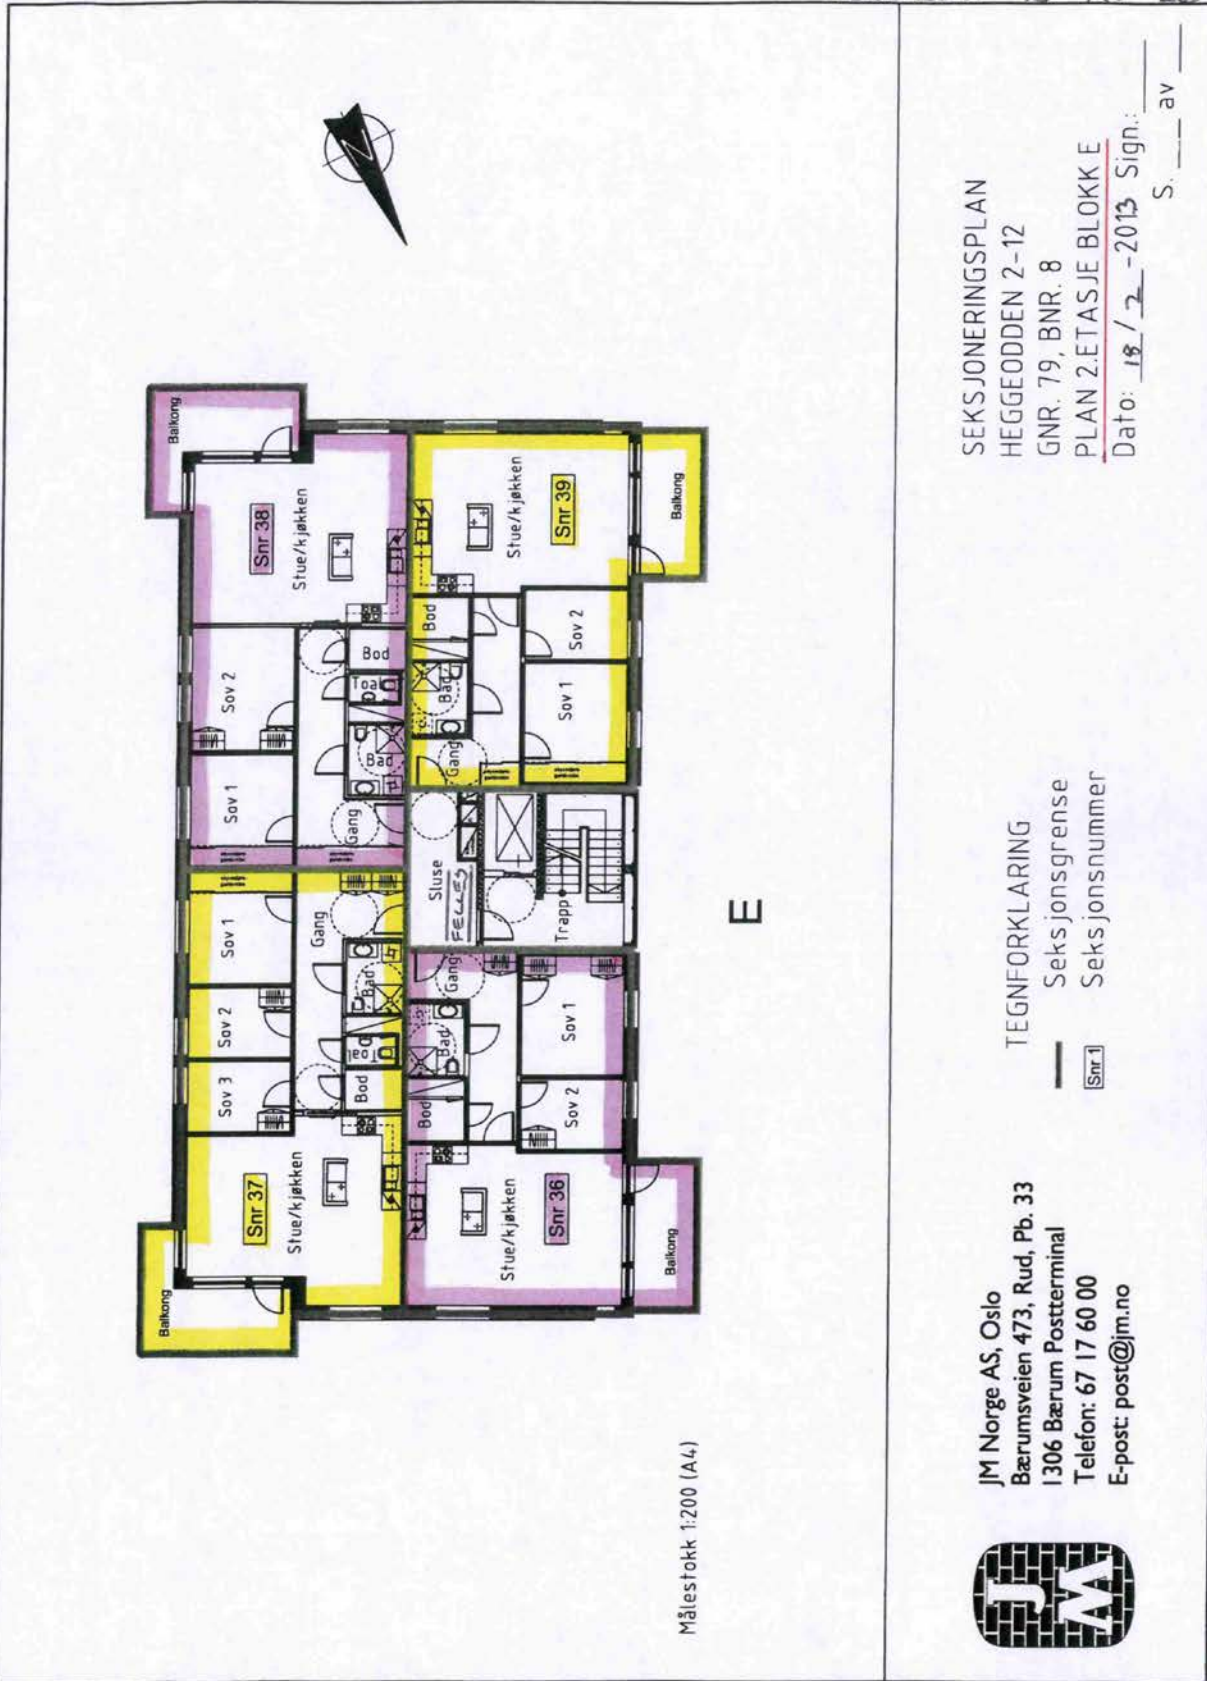 Balkong
Balkong
Snr 37
Stue/kjøkken
Sov 3
Sov 2
Sov 1
Sov 1
Sov 2
Snr 38
Stue/kjøkken
Gang
Bod
Toal
Bad
Gang
Bad
Toal
Bod
Bod
Bad
Gang
Sluse
FELLES
Gang
Bad
Bod
Stue/kjøkken
Snr 36
Sov 2
Sov 1
Trapp
Sov 1
Sov 2
Stue/kjøkken
Snr 39
Balkong
Balkong
E
Målestokk 1:200 (A4)
N
JM
JM Norge AS, Oslo
Bærumsveien 473, Rud, Pb. 33
1306 Bærum Postterminal
Telefon: 67 17 60 00
E-post: post@jm.no
TEGNFORKLARING:
Seksjonsgrense
Snr 1 Seksjonsnummer
SEKSJONERINGSPLAN
HEGGEODDEN 2-12
GNR. 79, BNR. 8
PLAN 2.ETASJE BLOKK E
Dato: 18 / 2 -2013 Sign.:
S. ___ av ___